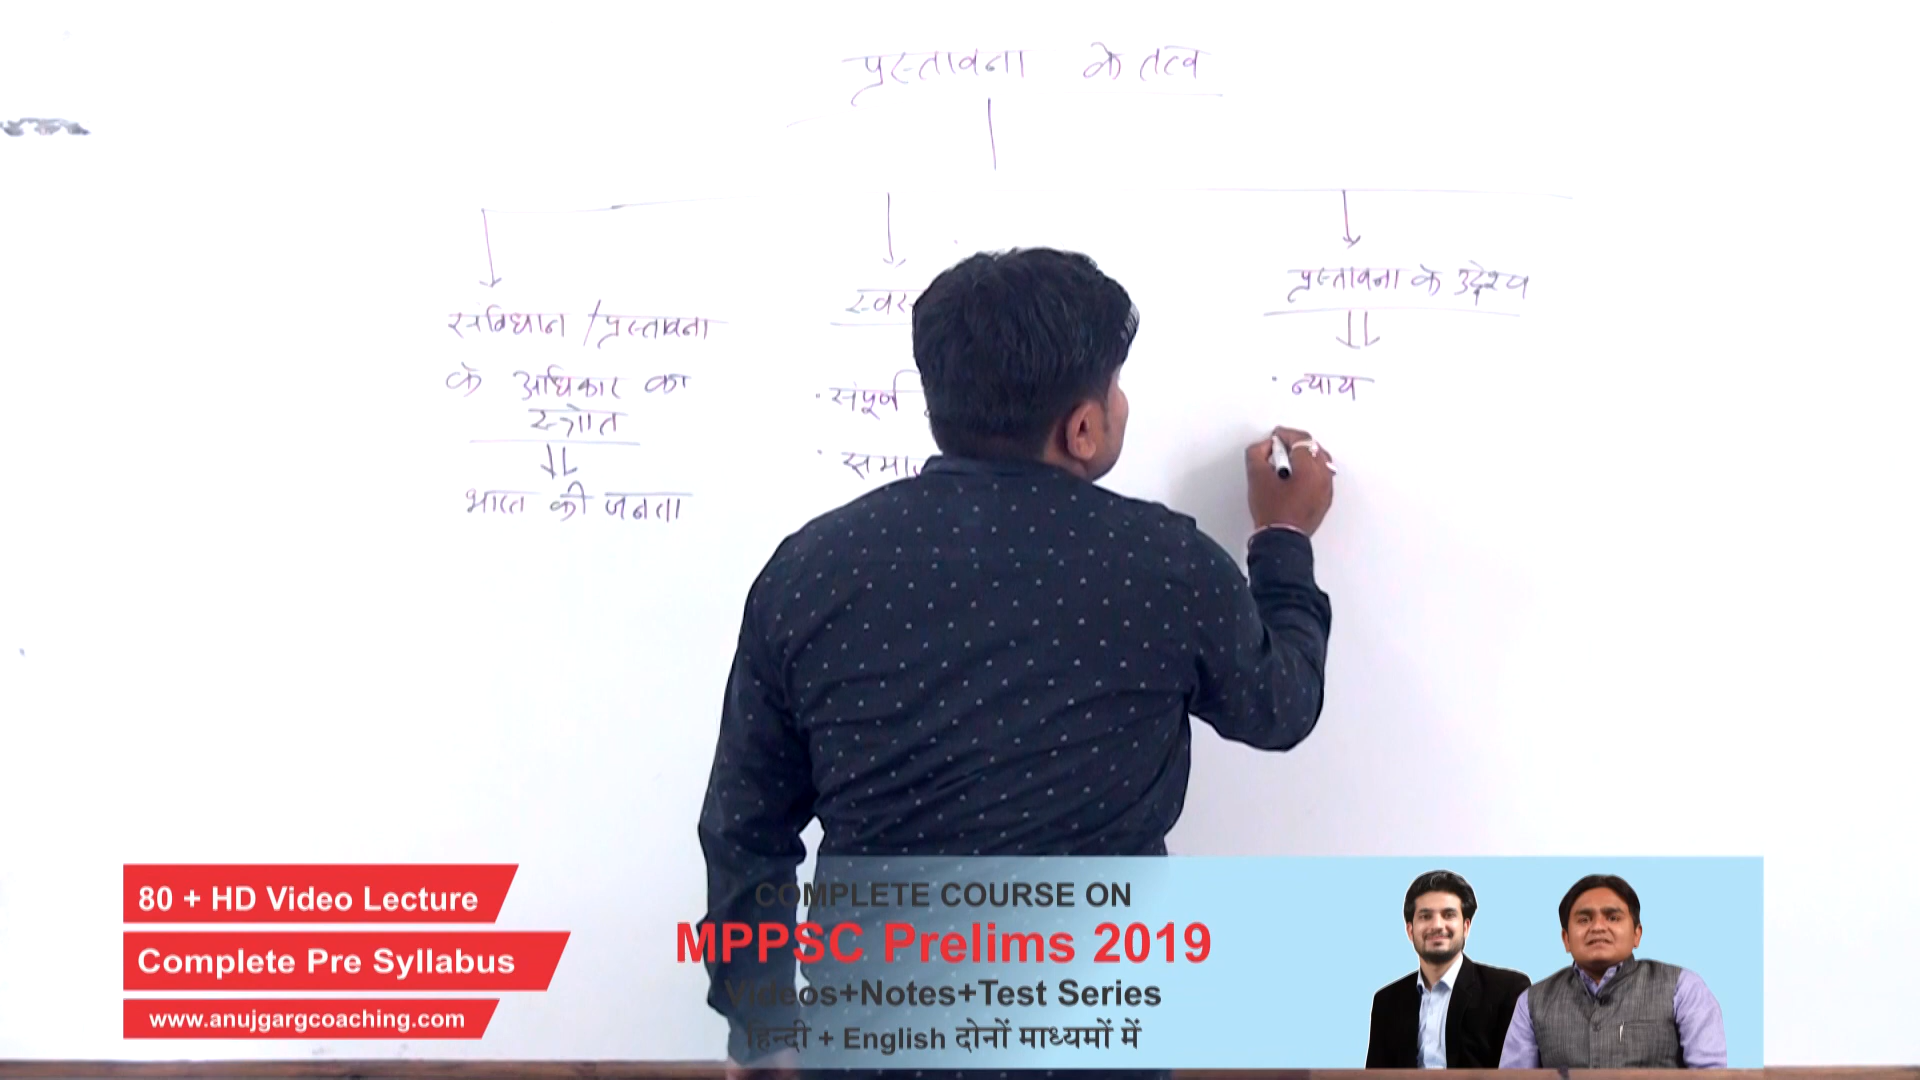 प्रस्तावना के तत्व
संविधान / प्रस्तावना
के अधिकार का
स्त्रोत
भारत की जनता
संपूर्ण
प्रस्तावना के उद्देश्य
· न्याय
80 + HD Video Lecture
Complete Pre Syllabus
www.anujgargcoaching.com
COMPLETE COURSE ON
MPPSC Prelims 2019
Videos+Notes+Test Series
हिन्दी + English दोनों माध्यमों में